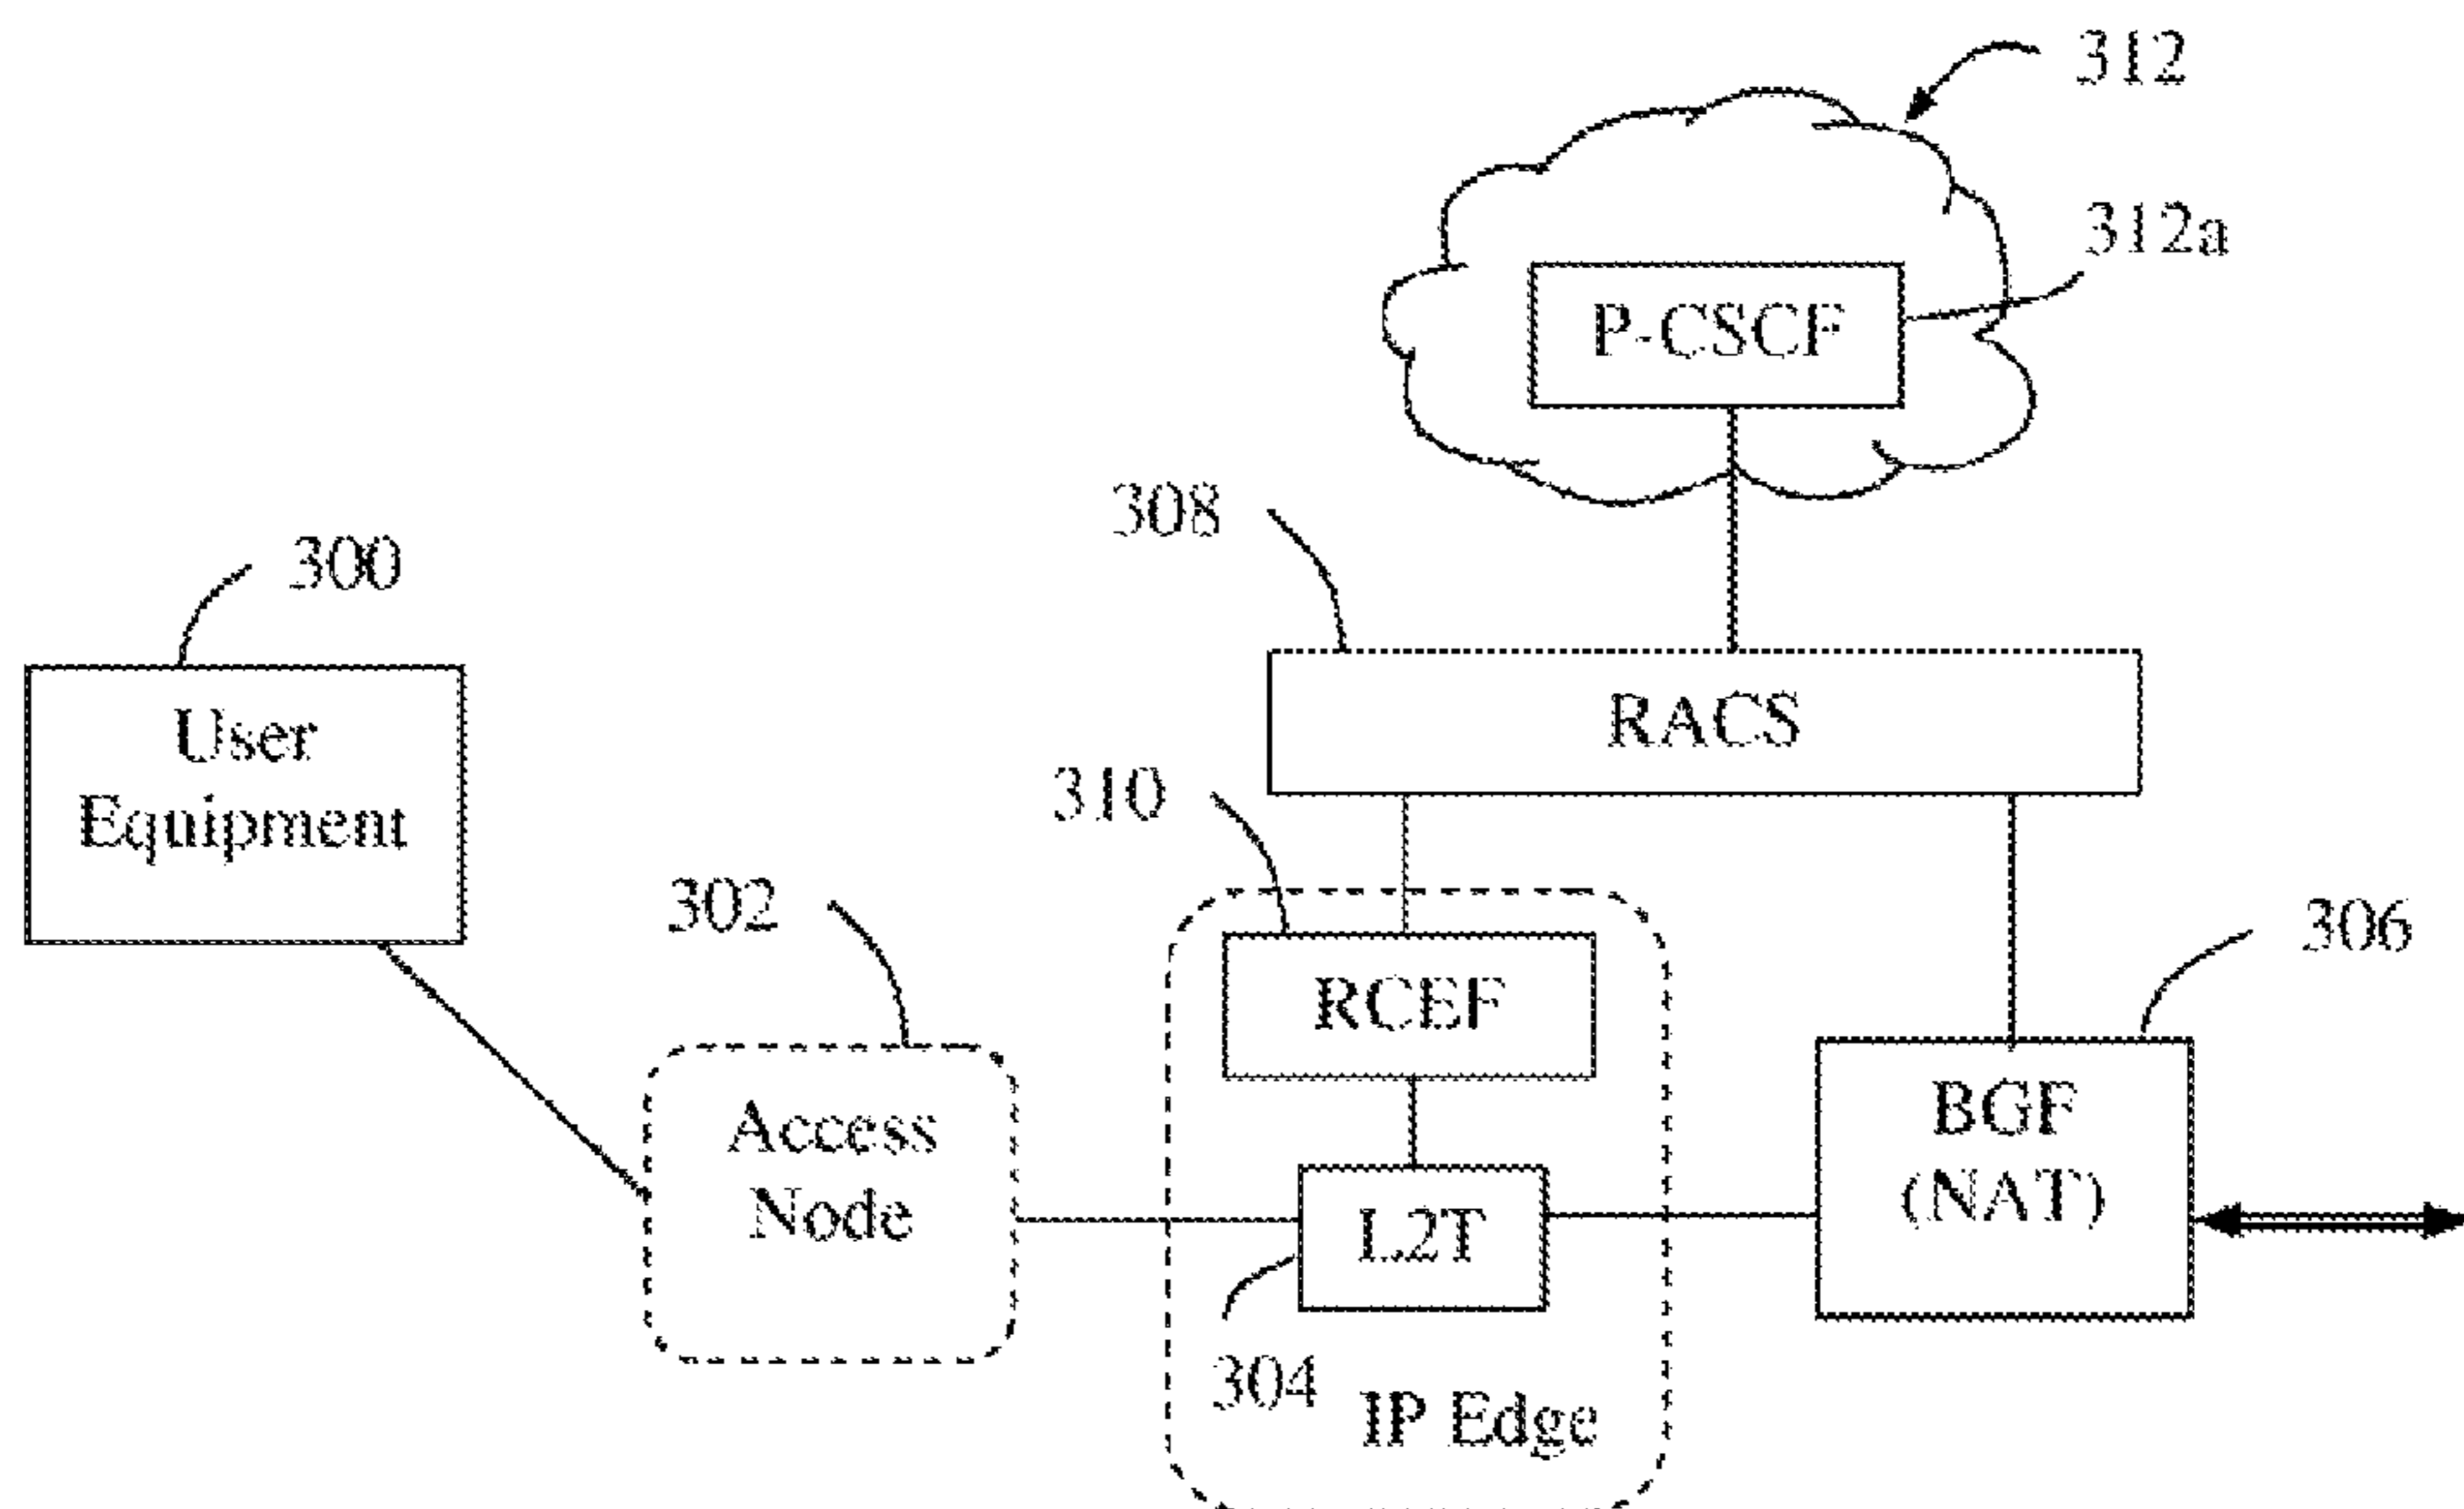 312
312a
P-CSCF
308
300
User
Equipment
RACS
310
302
306
RCEF
Access
Node
BGF
(NAT)
L2T
304
IP Edge